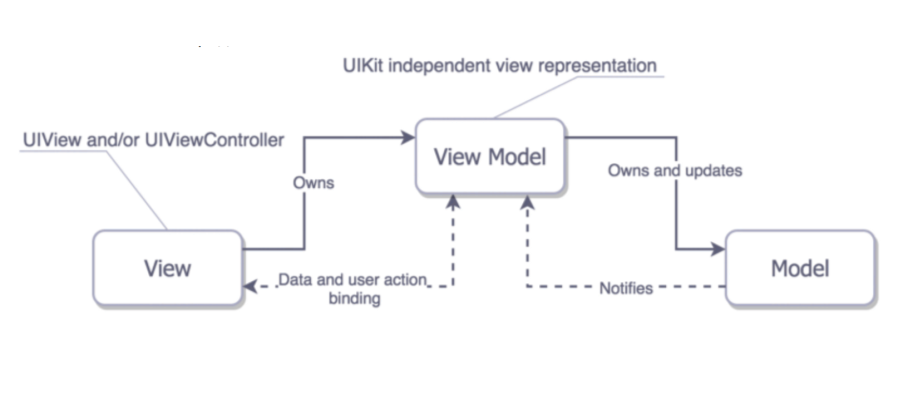 UIKit independent view representation
UIView and/or UIViewController
View Model
Owns and updates
Owns
View
Data and user action
binding
Notifies
Model